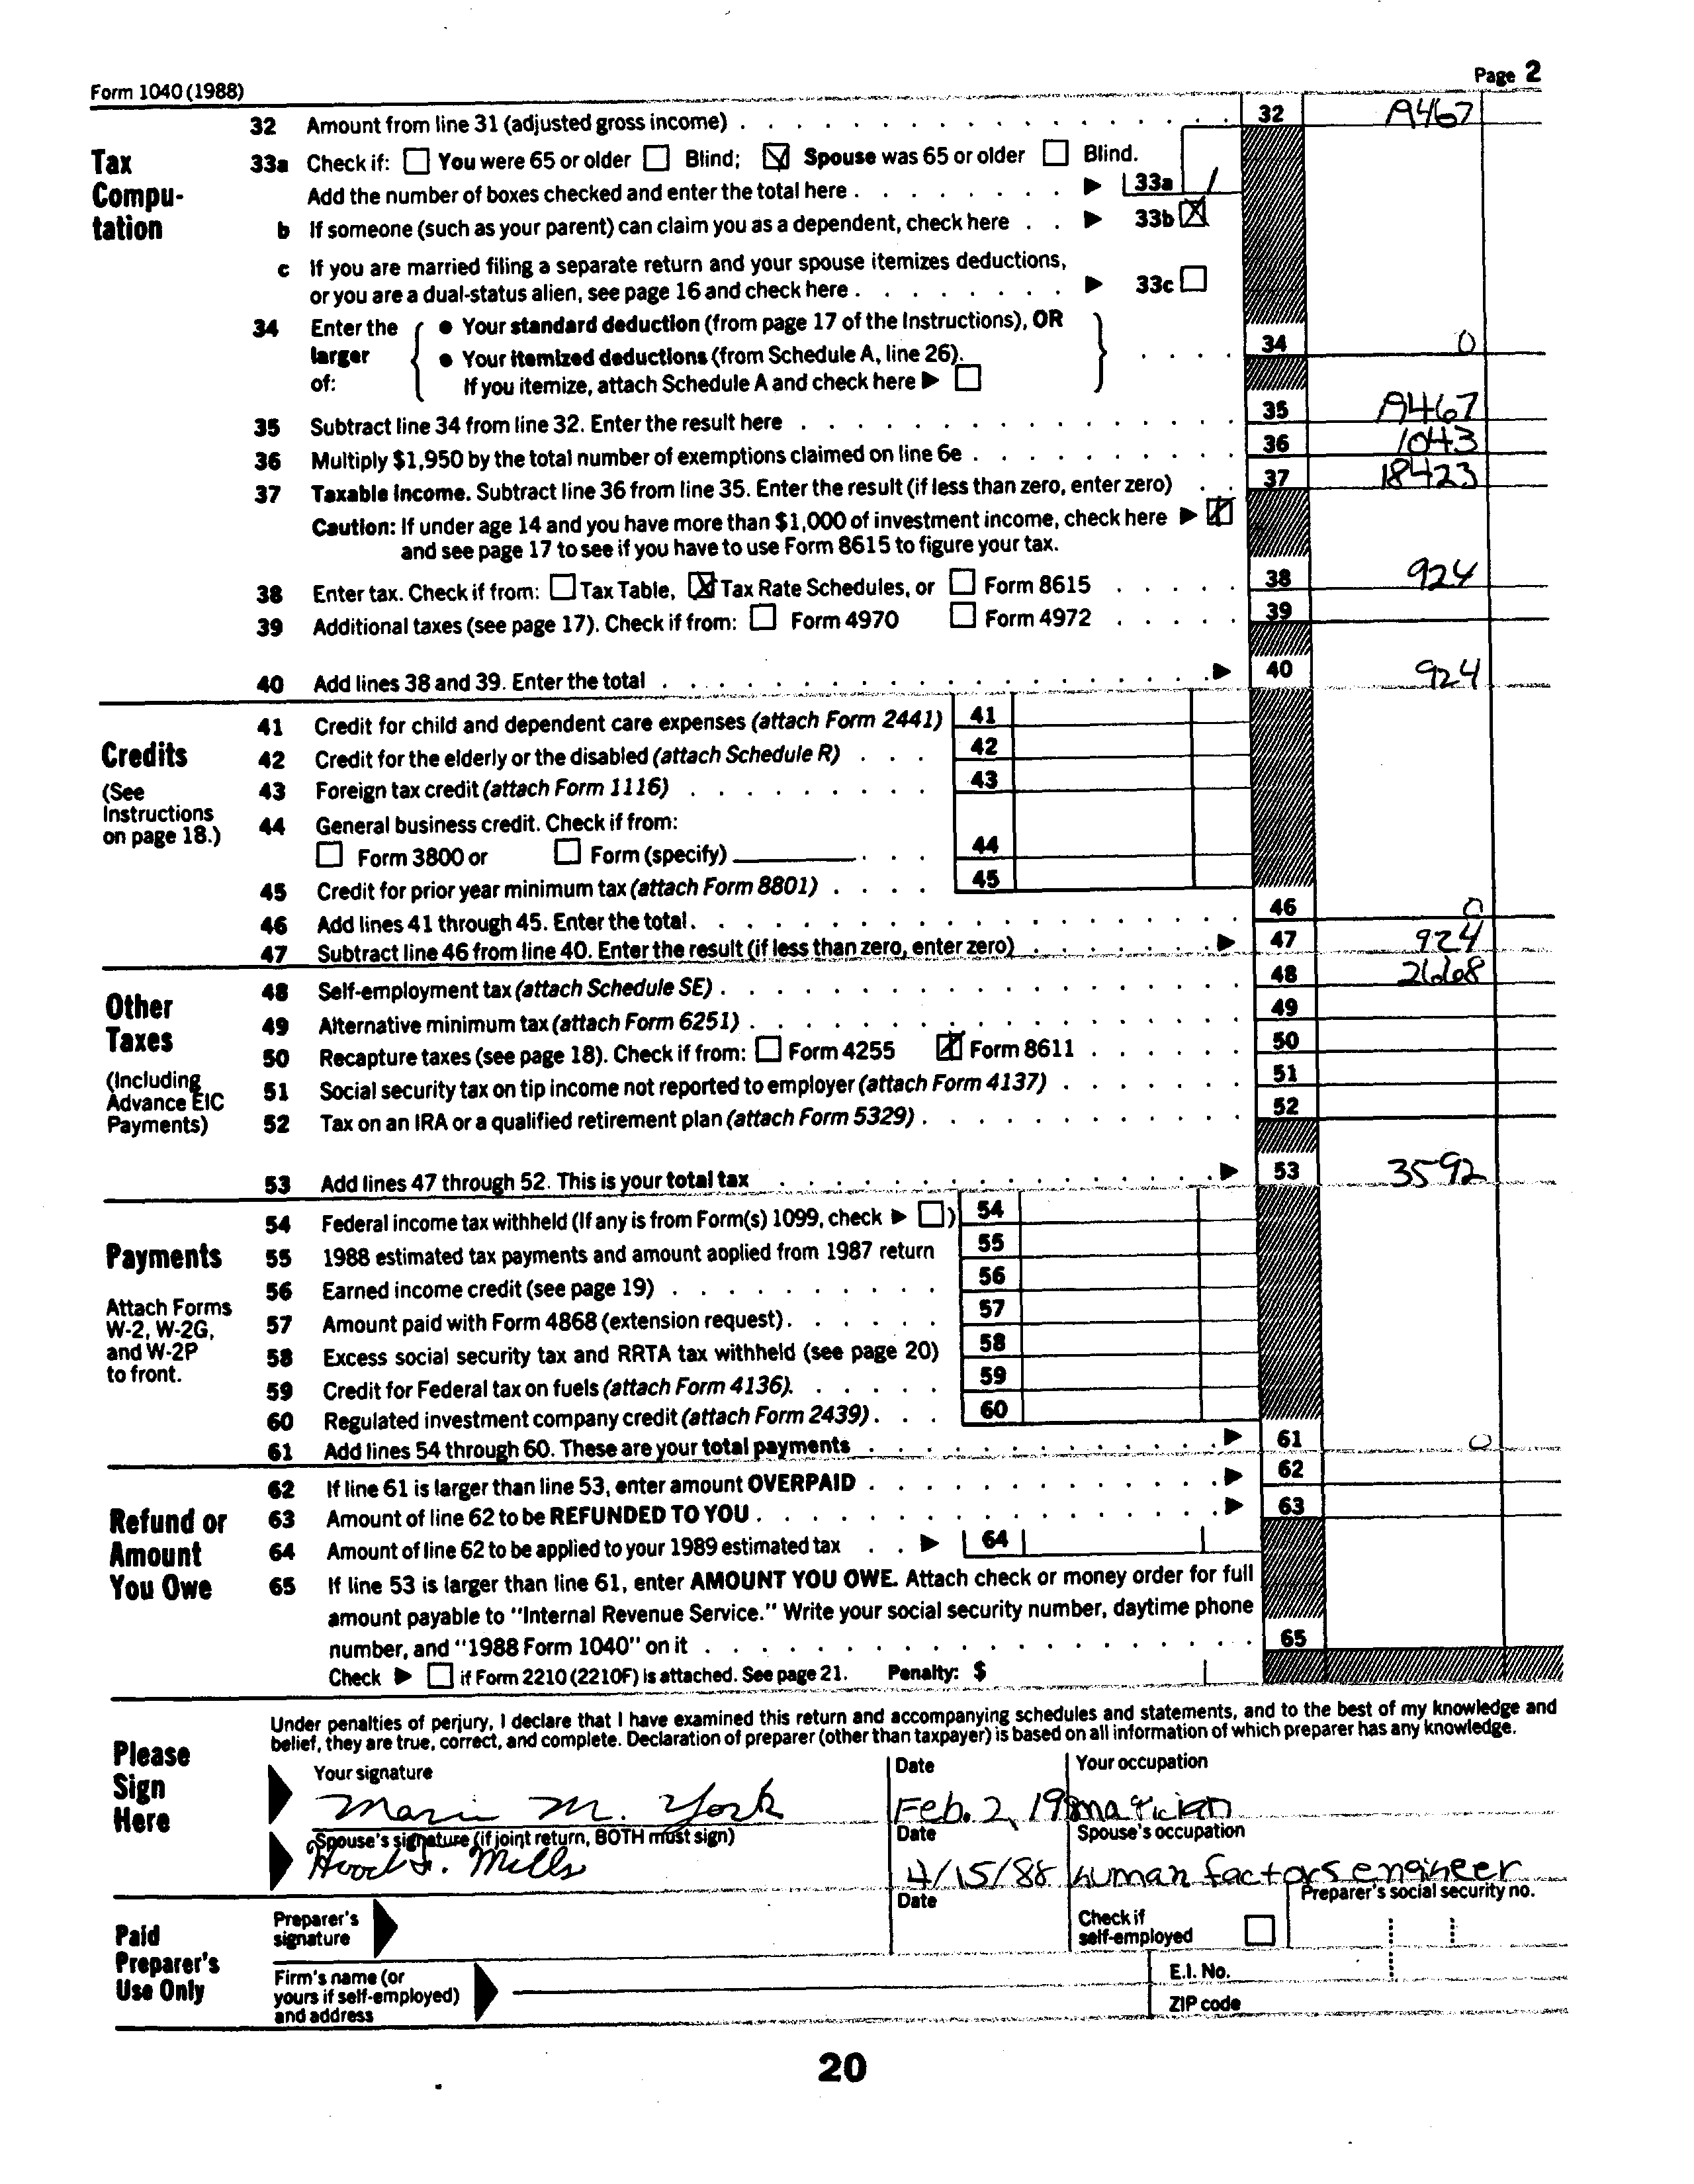 Form 1040 (1988) Page 2
32 Amount from line 31 (adjusted gross income) 32 19467
Tax Compu-tation
33a Check if: You were 65 or older Blind; Spouse was 65 or older Blind.
Add the number of boxes checked and enter the total here 33a 1
b If someone (such as your parent) can claim you as a dependent, check here 33b
c If you are married filing a separate return and your spouse itemizes deductions,
or you are a dual-status alien, see page 16 and check here 33c
34 Enter the larger of:
• Your standard deduction (from page 17 of the Instructions), OR
• Your itemized deductions (from Schedule A, line 26).
If you itemize, attach Schedule A and check here
34 0
35 Subtract line 34 from line 32. Enter the result here 35 19467
36 Multiply $1,950 by the total number of exemptions claimed on line 6e 36 1043
37 Taxable income. Subtract line 36 from line 35. Enter the result (if less than zero, enter zero) 37 18423
Caution: If under age 14 and you have more than $1,000 of investment income, check here
and see page 17 to see if you have to use Form 8615 to figure your tax.
38 Enter tax. Check if from: Tax Table, Tax Rate Schedules, or Form 8615 38 924
39 Additional taxes (see page 17). Check if from: Form 4970 Form 4972 39
40 Add lines 38 and 39. Enter the total 40 924
Credits
(See Instructions on page 18.)
41 Credit for child and dependent care expenses (attach Form 2441) 41
42 Credit for the elderly or the disabled (attach Schedule R) 42
43 Foreign tax credit (attach Form 1116) 43
44 General business credit. Check if from:
Form 3800 or Form (specify) 44
45 Credit for prior year minimum tax (attach Form 8801) 45
46 Add lines 41 through 45. Enter the total 46 0
47 Subtract line 46 from line 40. Enter the result (if less than zero, enter zero) 47 924
Other Taxes
(Including Advance EIC Payments)
48 Self-employment tax (attach Schedule SE) 48 2668
49 Alternative minimum tax (attach Form 6251) 49
50 Recapture taxes (see page 18). Check if from: Form 4255 Form 8611 50
51 Social security tax on tip income not reported to employer (attach Form 4137) 51
52 Tax on an IRA or a qualified retirement plan (attach Form 5329) 52
53 Add lines 47 through 52. This is your total tax 53 3592
Payments
Attach Forms W-2, W-2G, and W-2P to front.
54 Federal income tax withheld (If any is from Form(s) 1099, check ) 54
55 1988 estimated tax payments and amount aoplied from 1987 return 55
56 Earned income credit (see page 19) 56
57 Amount paid with Form 4868 (extension request) 57
58 Excess social security tax and RRTA tax withheld (see page 20) 58
59 Credit for Federal tax on fuels (attach Form 4136) 59
60 Regulated investment company credit (attach Form 2439) 60
61 Add lines 54 through 60. These are your total payments 61 0
Refund or Amount You Owe
62 If line 61 is larger than line 53, enter amount OVERPAID 62
63 Amount of line 62 to be REFUNDED TO YOU 63
64 Amount of line 62 to be applied to your 1989 estimated tax 64
65 If line 53 is larger than line 61, enter AMOUNT YOU OWE. Attach check or money order for full
amount payable to "Internal Revenue Service." Write your social security number, daytime phone
number, and "1988 Form 1040" on it 65
Check if Form 2210 (2210F) is attached. See page 21. Penalty: $
Please Sign Here
Under penalties of perjury, I declare that I have examined this return and accompanying schedules and statements, and to the best of my knowledge and
belief, they are true, correct, and complete. Declaration of preparer (other than taxpayer) is based on all information of which preparer has any knowledge.
Your signature Date Your occupation
Mari M. York Feb. 2, 19
Spouse's signature (if joint return, BOTH must sign) Date Spouse's occupation
Mills 4/15/88 human factors engineer
Paid Preparer's Use Only
Preparer's signature Date Check if self-employed Preparer's social security no.
Firm's name (or yours if self-employed) and address E.I. No.
ZIP code
20